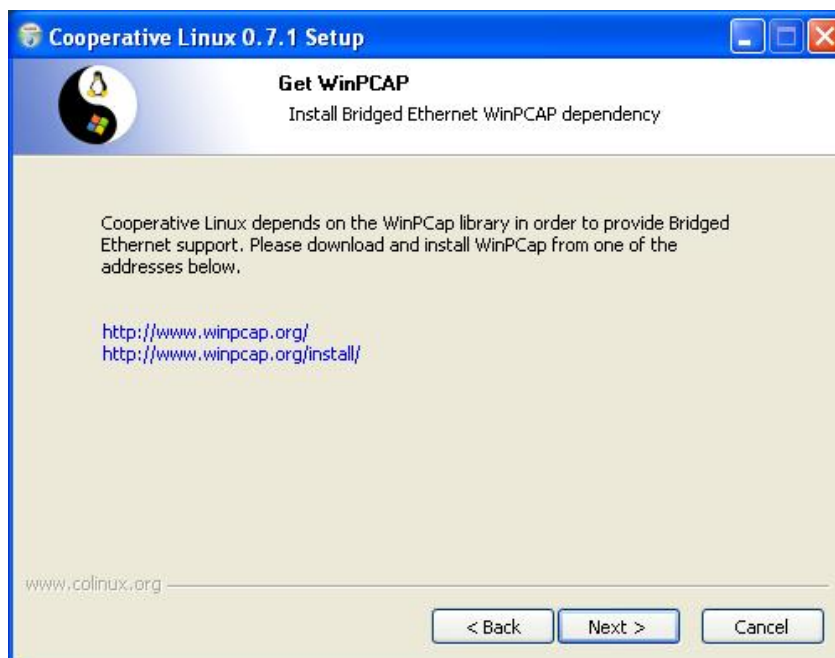 Cooperative Linux 0.7.1 Setup
Get WinPCAP
Install Bridged Ethernet WinPCAP dependency
Cooperative Linux depends on the WinPCap library in order to provide Bridged
Ethernet support. Please download and install WinPCap from one of the
addresses below.
http://www.winpcap.org/
http://www.winpcap.org/install/
www.colinux.org
< Back
Next >
Cancel